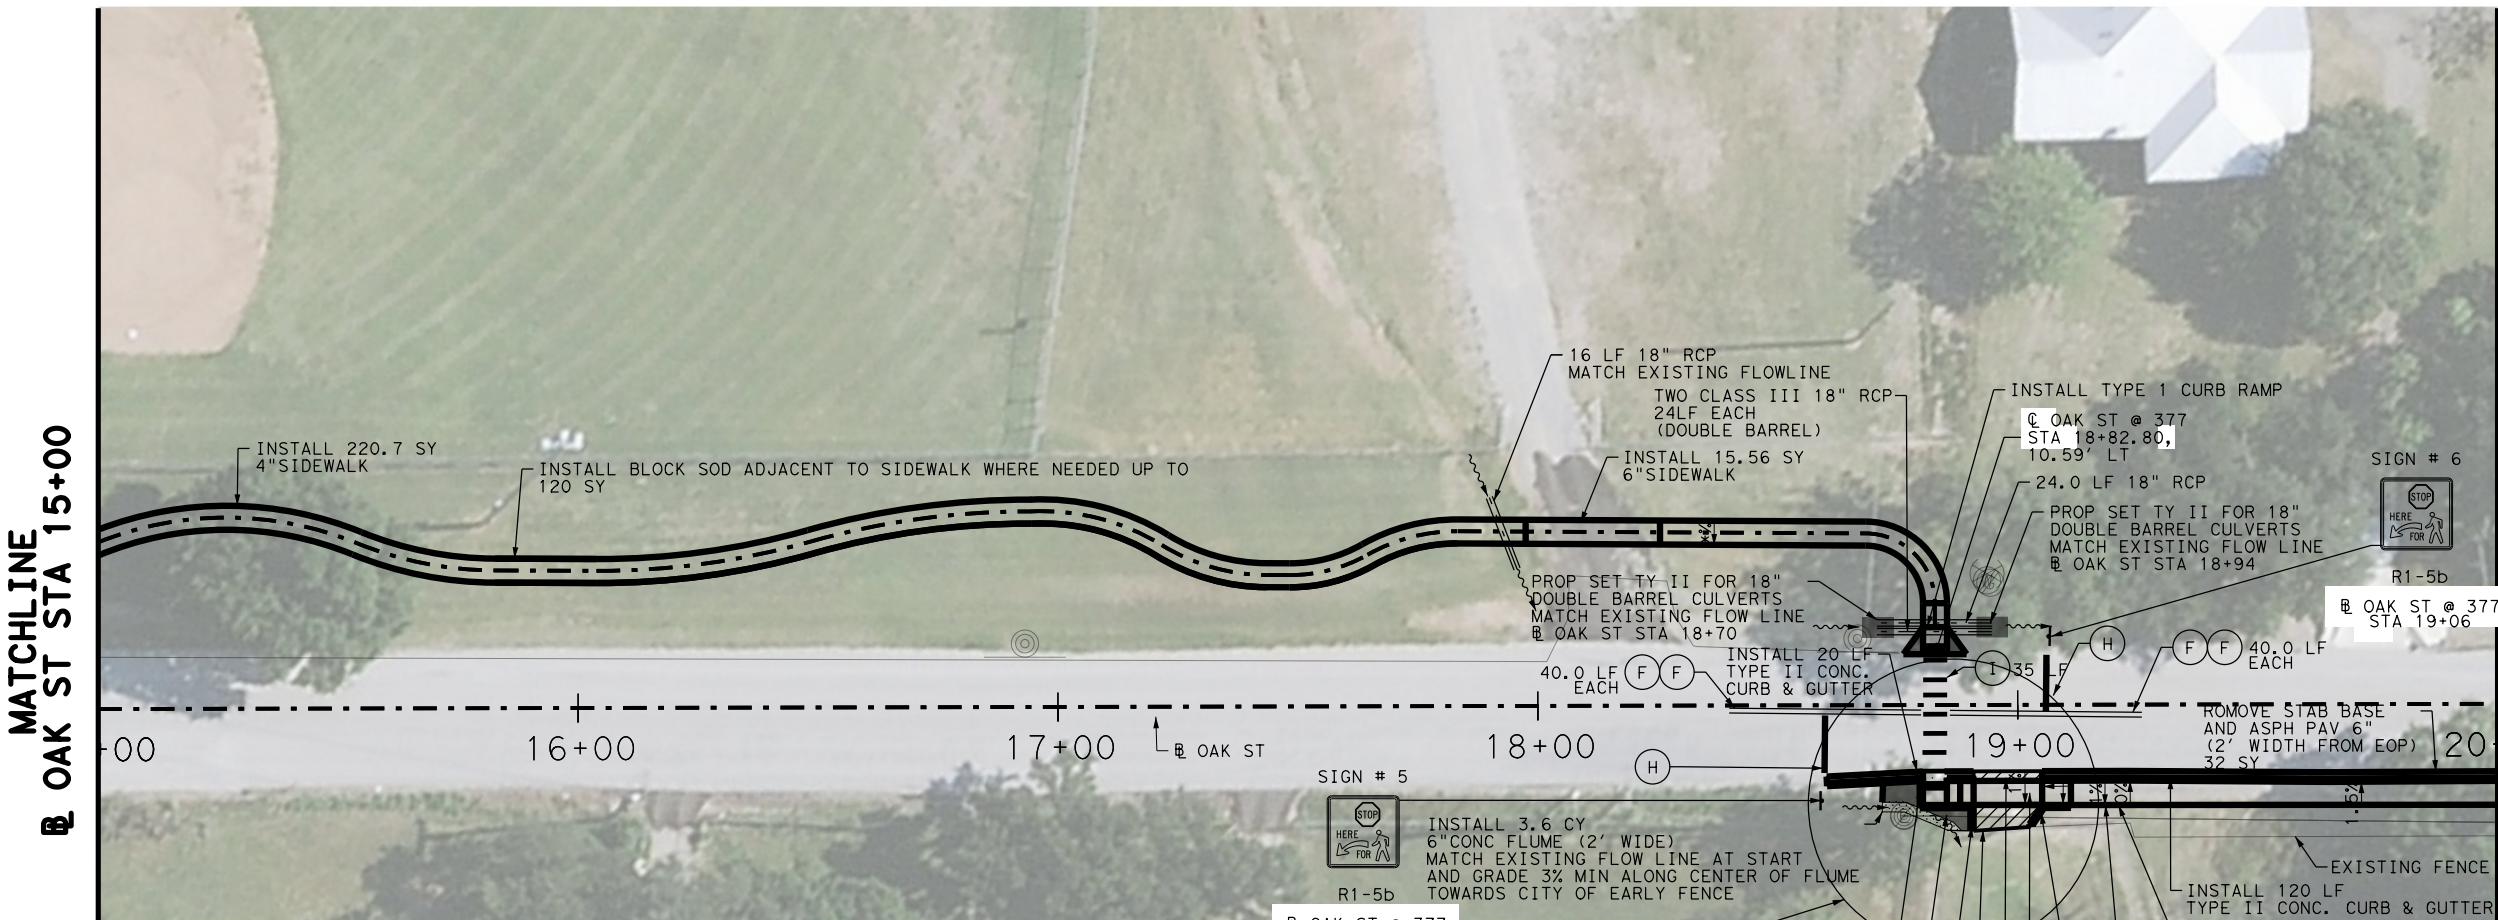 MATCHLINE
℄ OAK ST STA 15+00
INSTALL 220.7 SY
4"SIDEWALK
INSTALL BLOCK SOD ADJACENT TO SIDEWALK WHERE NEEDED UP TO
120 SY
16 LF 18" RCP
MATCH EXISTING FLOWLINE
TWO CLASS III 18" RCP
24LF EACH
(DOUBLE BARREL)
INSTALL 15.56 SY
6"SIDEWALK
INSTALL TYPE 1 CURB RAMP
℄ OAK ST @ 377
STA 18+82.80,
10.59' LT
24.0 LF 18" RCP
PROP SET TY II FOR 18"
DOUBLE BARREL CULVERTS
MATCH EXISTING FLOW LINE
BL OAK ST STA 18+94
SIGN # 6
STOP
HERE
FOR
R1-5b
BL OAK ST @ 377
STA 19+06
PROP SET TY II FOR 18"
DOUBLE BARREL CULVERTS
MATCH EXISTING FLOW LINE
BL OAK ST STA 18+70
INSTALL 20 LF
TYPE II CONC.
CURB & GUTTER
40.0 LF
EACH
F F
I 35 LF
H
F F
40.0 LF
EACH
+00
16+00
17+00
18+00
19+00
20
BL OAK ST
ROMOVE STAB BASE
AND ASPH PAV 6"
(2' WIDTH FROM EOP)
32 SY
H
SIGN # 5
STOP
HERE
FOR
R1-5b
INSTALL 3.6 CY
6"CONC FLUME (2' WIDE)
MATCH EXISTING FLOW LINE AT START
AND GRADE 3% MIN ALONG CENTER OF FLUME
TOWARDS CITY OF EARLY FENCE
1.5%
EXISTING FENCE
INSTALL 120 LF
TYPE II CONC. CURB & GUTTER
BL OAK ST @ 377